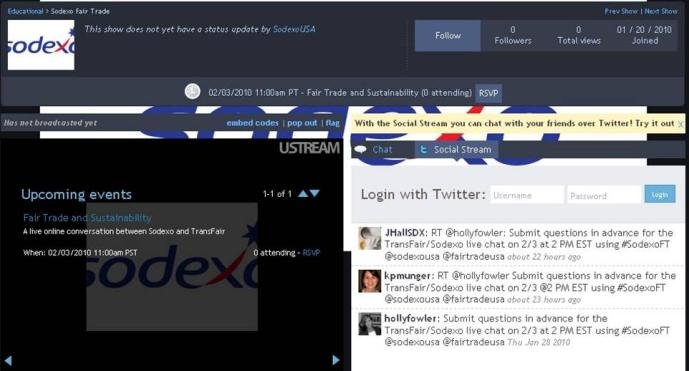 Educational > Sodexo Fair Trade
Prev Show | Next Show
sodexo
This show does not yet have a status update by SodexoUSA
Follow
0
Followers
0
Total views
01 / 20 / 2010
Joined
02/03/2010 11:00am PT - Fair Trade and Sustainability (0 attending) RSVP
Has not broadcasted yet
embed codes | pop out | flag
USTREAM
Upcoming events
1-1 of 1
Fair Trade and Sustainability
A live online conversation between Sodexo and TransFair
When: 02/03/2010 11:00am PST
0 attending - RSVP
sodexo
With the Social Stream you can chat with your friends over Twitter! Try it out x
Chat
Social Stream
Login with Twitter:
Username
Password
Login
JHallSDX: RT @hollyfowler: Submit questions in advance for the
TransFair/Sodexo live chat on 2/3 at 2 PM EST using #SodexoFT
@sodexousa @fairtradeusa about 22 hours ago
kpmunger: RT @hollyfowler Submit questions in advance for the
TransFair/Sodexo live chat on 2/3 @2 PM EST using #SodexoFT
@sodexousa @fairtradeusa about 23 hours ago
hollyfowler: Submit questions in advance for the
TransFair/Sodexo live chat on 2/3 at 2 PM EST using #SodexoFT
@sodexousa @fairtradeusa Thu Jan 28 2010